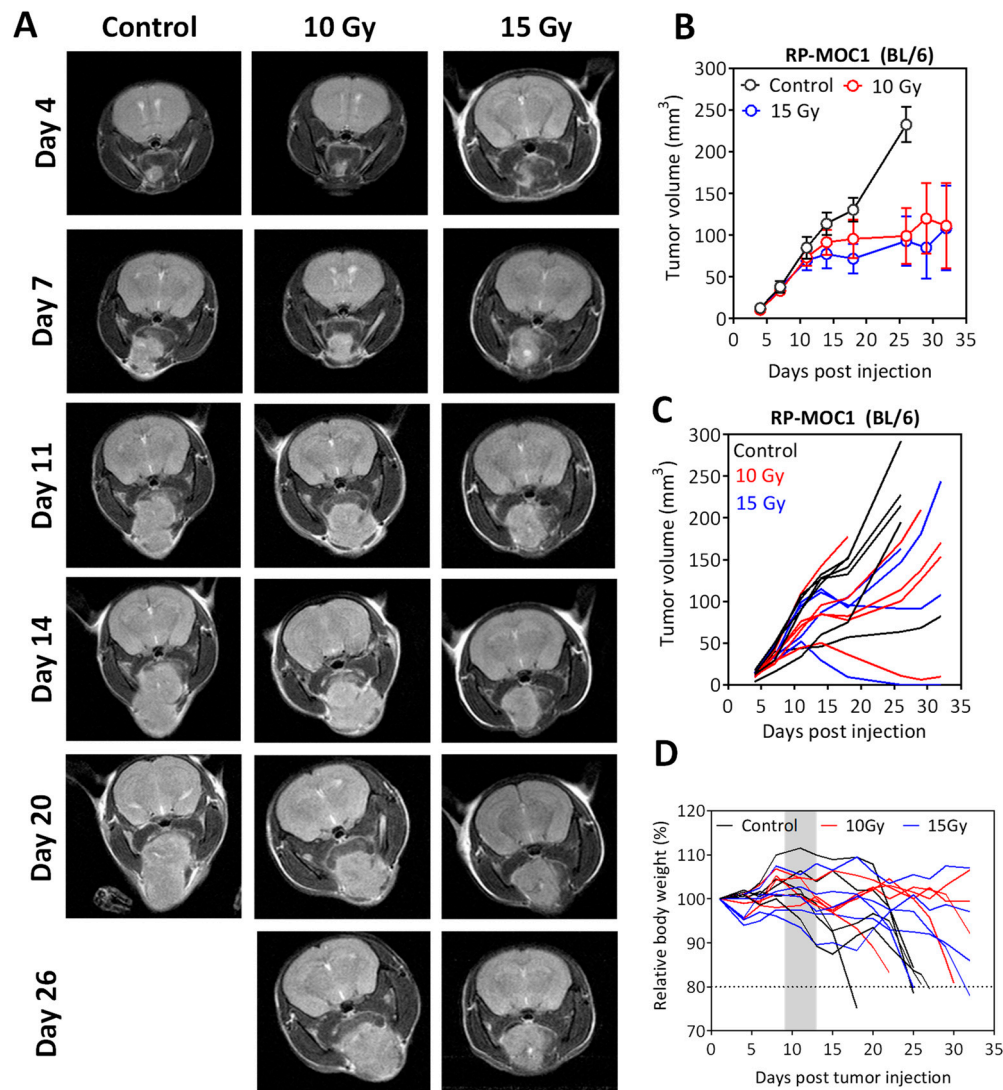 A
Control
10 Gy
15 Gy
Day 4
Day 7
Day 11
Day 14
Day 20
Day 26
B
RP-MOC1 (BL/6)
Control
10 Gy
15 Gy
Tumor volume (mm³)
300
250
200
150
100
50
0
0 5 10 15 20 25 30 35
Days post injection
C
RP-MOC1 (BL/6)
Control
10 Gy
15 Gy
Tumor volume (mm³)
300
250
200
150
100
50
0
0 5 10 15 20 25 30 35
Days post injection
D
Control
10Gy
15Gy
Relative body weight (%)
120
110
100
90
80
70
0 5 10 15 20 25 30 35
Days post tumor injection